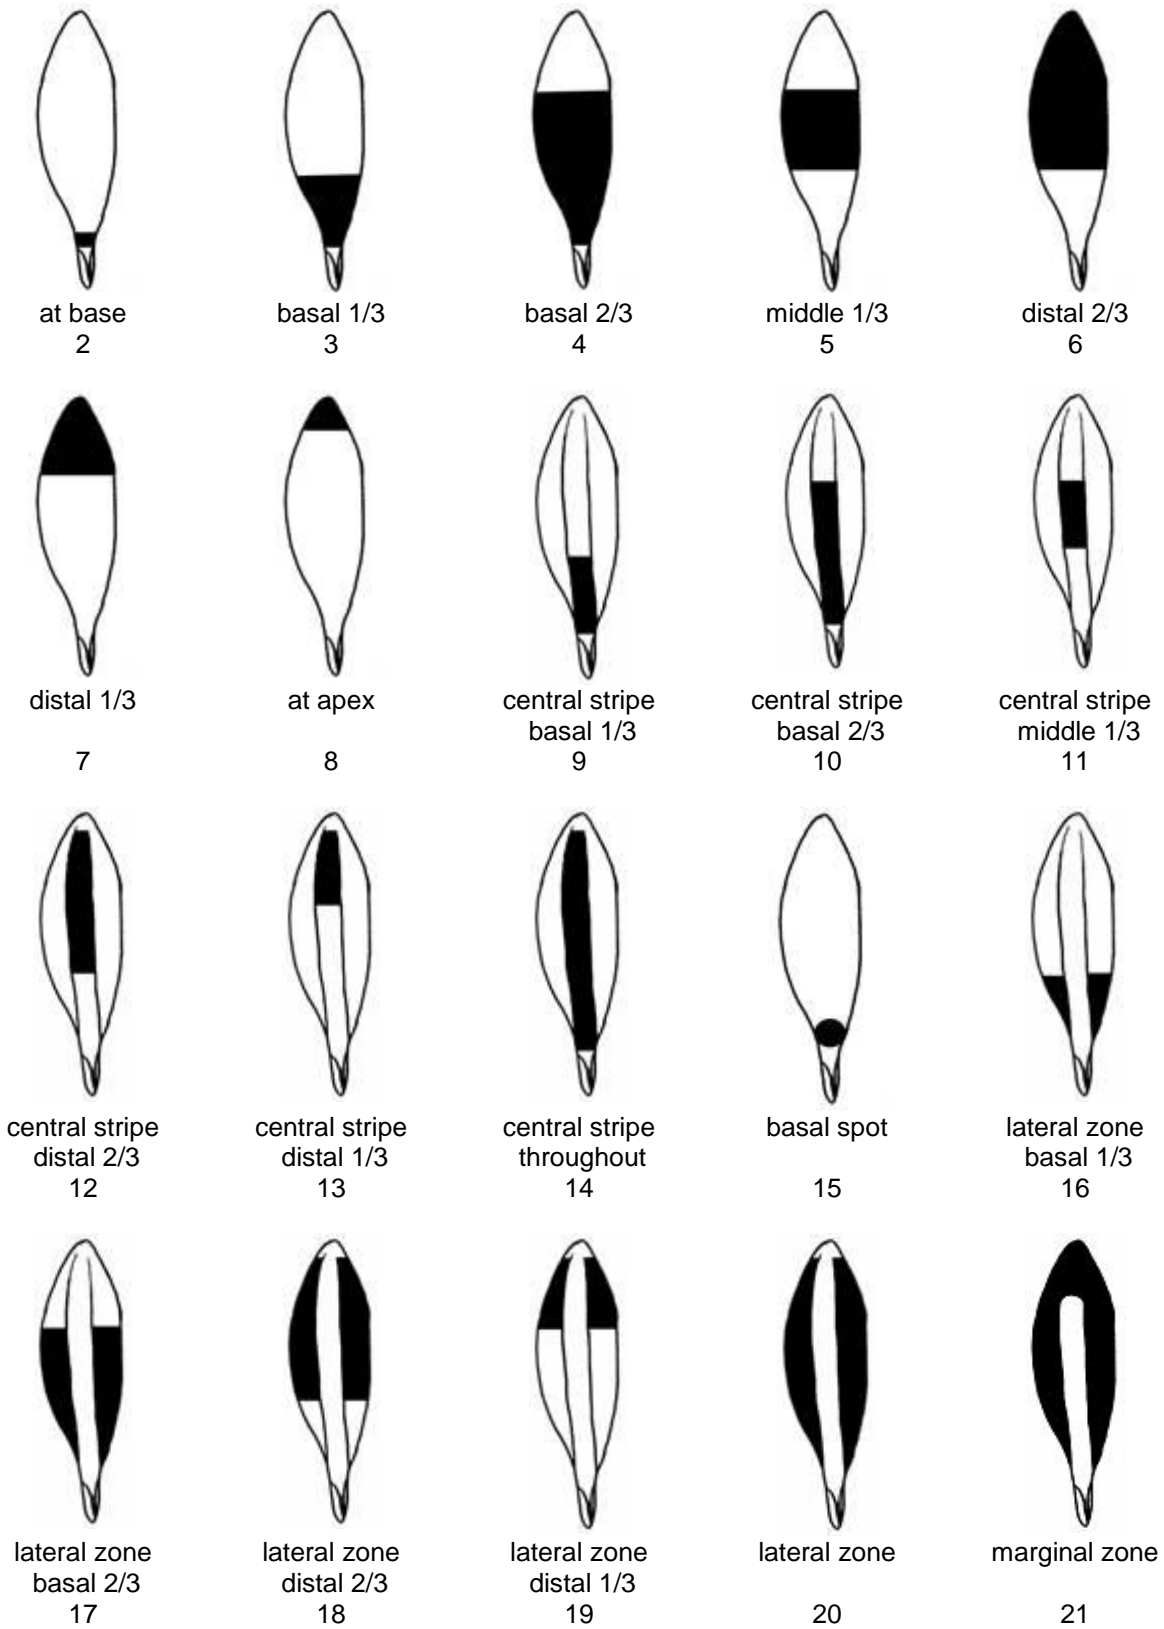 at base
2
basal 1/3
3
basal 2/3
4
middle 1/3
5
distal 2/3
6
distal 1/3
7
at apex
8
central stripe
basal 1/3
9
central stripe
basal 2/3
10
central stripe
middle 1/3
11
central stripe
distal 2/3
12
central stripe
distal 1/3
13
central stripe
throughout
14
basal spot
15
lateral zone
basal 1/3
16
lateral zone
basal 2/3
17
lateral zone
distal 2/3
18
lateral zone
distal 1/3
19
lateral zone
20
marginal zone
21